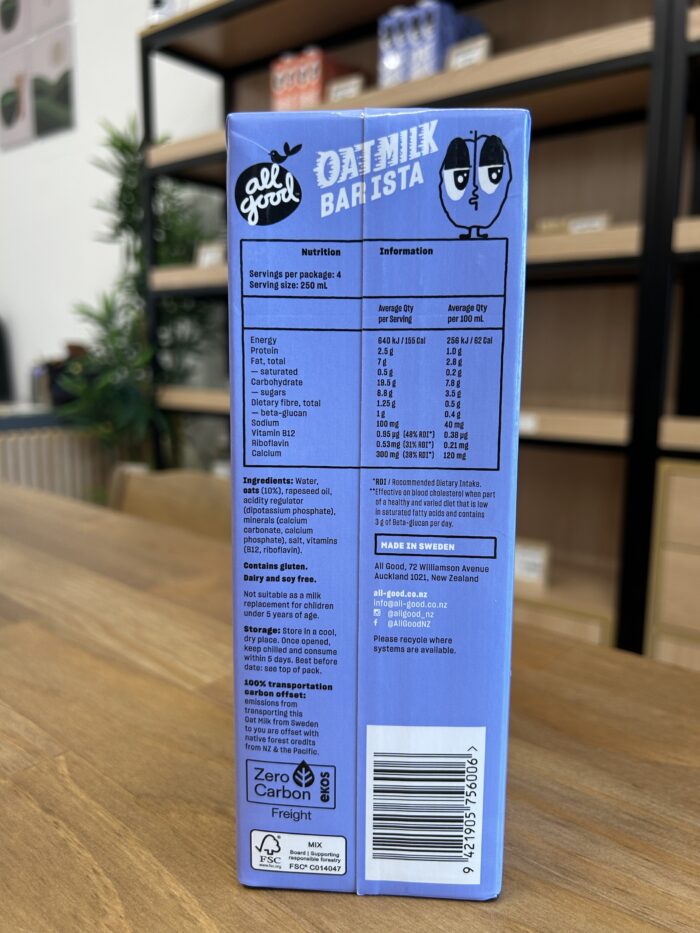 all good
OATMILK
BARISTA
Nutrition Information
Servings per package: 4
Serving size: 250 mL
Average Qty per Serving Average Qty per 100 mL
Energy 640 kJ / 155 Cal 256 kJ / 62 Cal
Protein 2.5 g 1.0 g
Fat, total 7 g 2.8 g
— saturated 0.5 g 0.2 g
Carbohydrate 19.5 g 7.8 g
— sugars 8.8 g 3.5 g
Dietary fibre, total 1.25 g 0.5 g
— beta-glucan 1 g 0.4 g
Sodium 100 mg 40 mg
Vitamin B12 0.95 µg (48% RDI*) 0.38 µg
Riboflavin 0.53 mg (31% RDI*) 0.21 mg
Calcium 300 mg (38% RDI*) 120 mg
Ingredients: Water,
oats (10%), rapeseed oil,
acidity regulator
(dipotassium phosphate),
minerals (calcium
carbonate, calcium
phosphate), salt, vitamins
(B12, riboflavin).
Contains gluten.
Dairy and soy free.
Not suitable as a milk
replacement for children
under 5 years of age.
Storage: Store in a cool,
dry place. Once opened,
keep chilled and consume
within 5 days. Best before
date: see top of pack.
100% transportation
carbon offset:
emissions from
transporting this
Oat Milk from Sweden
to you are offset with
native forest credits
from NZ & the Pacific.
Zero
Carbon
ekos
Freight
FSC
www.fsc.org
MIX
Board | Supporting
responsible forestry
FSC® C014047
*RDI / Recommended Dietary Intake.
**Effective on blood cholesterol when part
of a healthy and varied diet that is low
in saturated fatty acids and contains
3 g of Beta-glucan per day.
MADE IN SWEDEN
All Good, 72 Williamson Avenue
Auckland 1021, New Zealand
all-good.co.nz
info@all-good.co.nz
@allgood_nz
@AllGoodNZ
Please recycle where
systems are available.
9 421905 756006 >